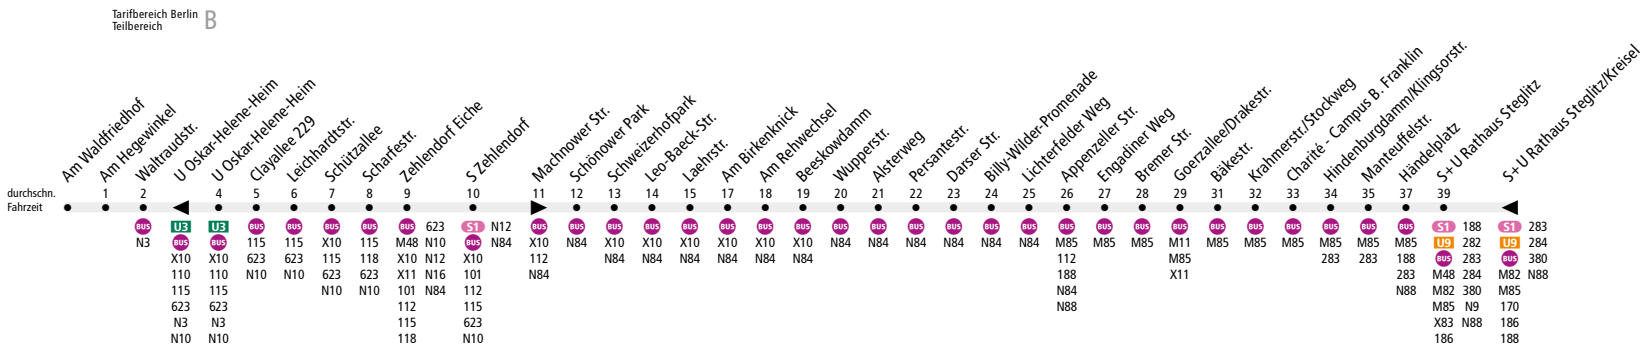 Tarifbereich Berlin
Teilbereich
B
Am Waldfriedhof
Am Hegewinkel
Waltraudstr.
U Oskar-Helene-Heim
U Oskar-Helene-Heim
Clayallee 229
Leichhardtstr.
Schützallee
Scharfestr.
Zehlendorf Eiche
S Zehlendorf
Machnower Str.
Schönower Park
Schweizerhofpark
Leo-Baeck-Str.
Laehrstr.
Am Birkenknick
Am Rehwechsel
Beeskowdamm
Wupperstr.
Alsterweg
Persantestr.
Darser Str.
Billy-Wilder-Promenade
Lichterfelder Weg
Appenzeller Str.
Engadiner Weg
Bremer Str.
Goerzallee/Drakestr.
Bäkestr.
Krahmerstr./Stockweg
Charité - Campus B. Franklin
Hindenburgdamm/Klingsorstr.
Manteuffelstr.
Händelplatz
S+U Rathaus Steglitz
S+U Rathaus Steglitz/Kreisel
durchschn. 1 2 4 5 6 7 8 9 10 11 12 13 14 15 17 18 19 20 21 22 23 24 25 26 27 28 29 31 32 33 34 35 37 39
Fahrzeit
BUS U3 U3 BUS BUS BUS BUS BUS 623 S1 N12 BUS BUS BUS BUS BUS BUS BUS BUS BUS BUS BUS BUS BUS BUS BUS BUS BUS BUS BUS BUS BUS BUS BUS BUS S1 188 S1 283
N3 BUS BUS 115 115 X10 115 M48 N10 BUS N84 X10 N84 X10 X10 X10 X10 X10 X10 N84 N84 N84 N84 N84 N84 M85 M85 M85 M11 M85 M85 M85 M85 M85 M85 U9 282 U9 284
X10 X10 623 623 115 118 X10 N12 X10 112 N84 N84 N84 N84 N84 N84 112 M85 283 283 188 BUS 283 BUS 380
110 110 N10 N10 623 623 X11 N16 101 N84 188 X11 283 M48 284 M82 N88
115 115 N10 N10 101 N84 112 N84 N88 M82 380 M85
623 623 112 115 N88 M85 N9 170
N3 N3 115 623 X83 N88 186
N10 N10 118 N10 186 188